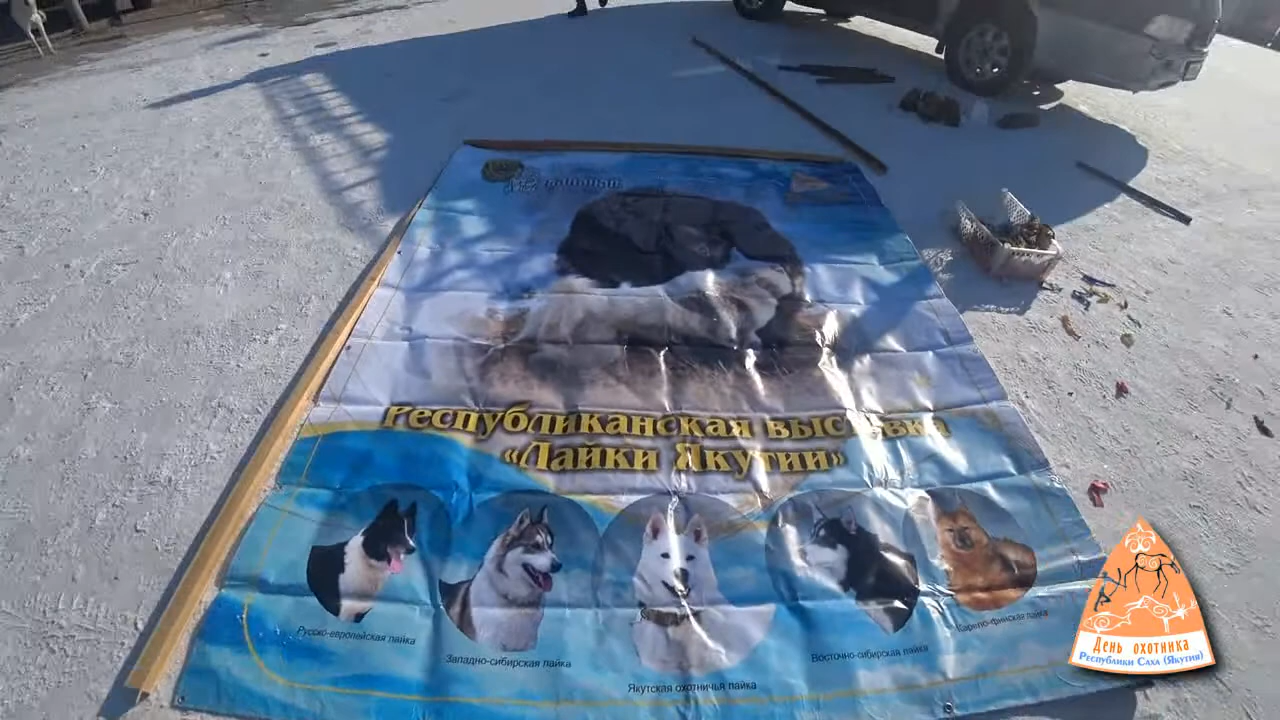 Республиканская выставка
«Лайки Якутии»
Русско-европейская лайка
Западно-сибирская лайка
Якутская охотничья лайка
Восточно-сибирская лайка
Карело-финская лайка
День охотника
Республики Саха (Якутия)